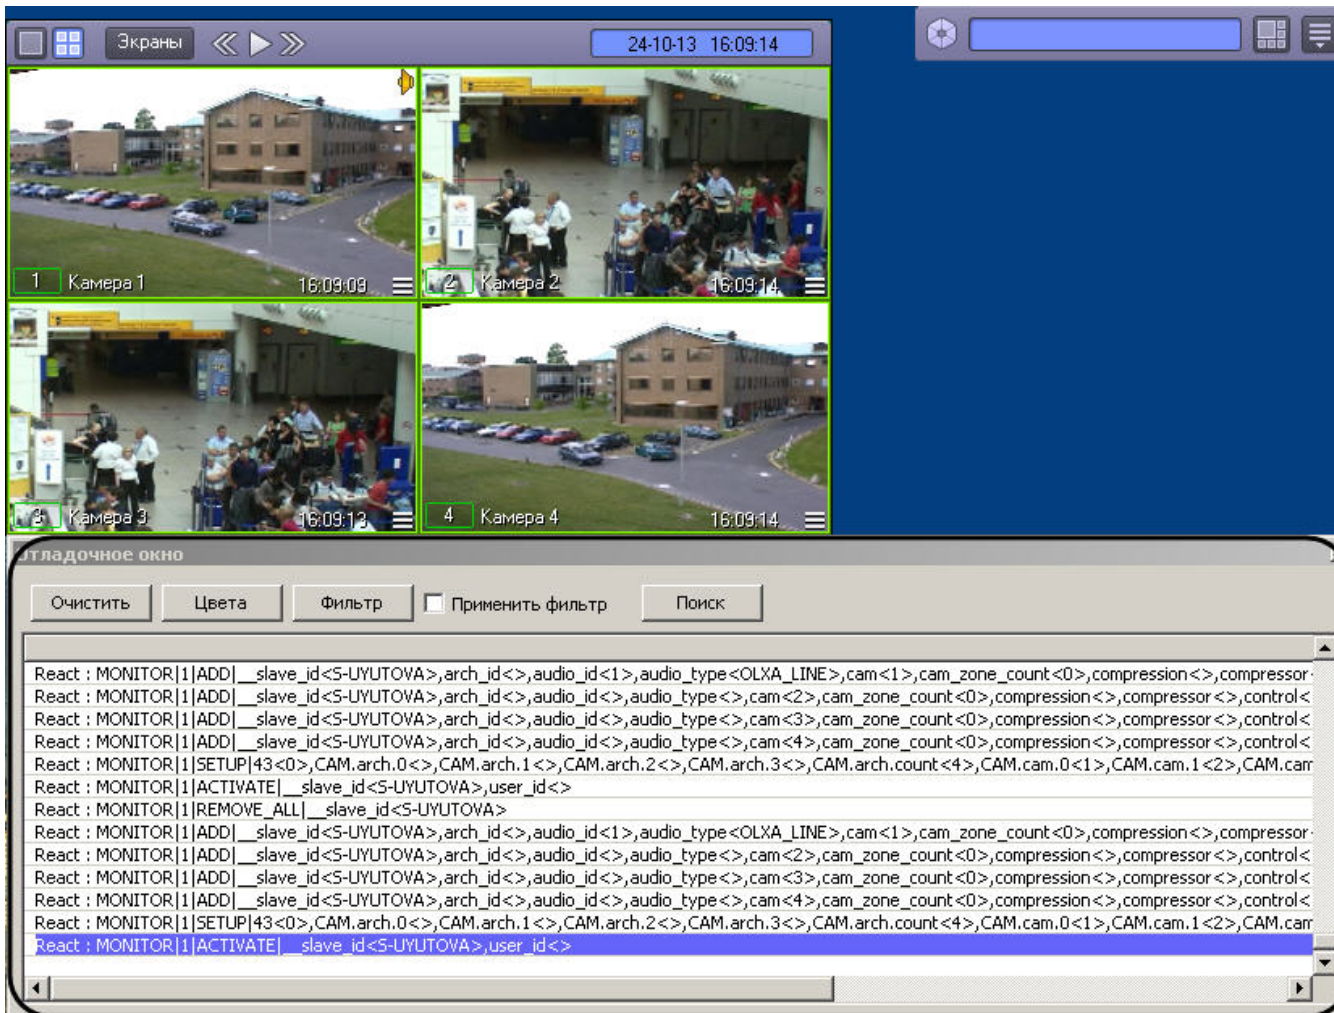 Экраны
24-10-13 16:09:14
1 Камера 1 16:09:09
2 Камера 2 16:09:14
3 Камера 3 16:09:13
4 Камера 4 16:09:14
Отладочное окно
Очистить Цвета Фильтр Применить фильтр Поиск
React : MONITOR|1|ADD|__slave_id<S-UYUTOVA>,arch_id<>,audio_id<1>,audio_type<OLXA_LINE>,cam<1>,cam_zone_count<0>,compression<>,compressor
React : MONITOR|1|ADD|__slave_id<S-UYUTOVA>,arch_id<>,audio_id<>,audio_type<>,cam<2>,cam_zone_count<0>,compression<>,compressor<>,control<
React : MONITOR|1|ADD|__slave_id<S-UYUTOVA>,arch_id<>,audio_id<>,audio_type<>,cam<3>,cam_zone_count<0>,compression<>,compressor<>,control<
React : MONITOR|1|ADD|__slave_id<S-UYUTOVA>,arch_id<>,audio_id<>,audio_type<>,cam<4>,cam_zone_count<0>,compression<>,compressor<>,control<
React : MONITOR|1|SETUP|43<0>,CAM.arch.0<>,CAM.arch.1<>,CAM.arch.2<>,CAM.arch.3<>,CAM.arch.count<4>,CAM.cam.0<1>,CAM.cam.1<2>,CAM.cam
React : MONITOR|1|ACTIVATE|__slave_id<S-UYUTOVA>,user_id<>
React : MONITOR|1|REMOVE_ALL|__slave_id<S-UYUTOVA>
React : MONITOR|1|ADD|__slave_id<S-UYUTOVA>,arch_id<>,audio_id<1>,audio_type<OLXA_LINE>,cam<1>,cam_zone_count<0>,compression<>,compressor
React : MONITOR|1|ADD|__slave_id<S-UYUTOVA>,arch_id<>,audio_id<>,audio_type<>,cam<2>,cam_zone_count<0>,compression<>,compressor<>,control<
React : MONITOR|1|ADD|__slave_id<S-UYUTOVA>,arch_id<>,audio_id<>,audio_type<>,cam<3>,cam_zone_count<0>,compression<>,compressor<>,control<
React : MONITOR|1|ADD|__slave_id<S-UYUTOVA>,arch_id<>,audio_id<>,audio_type<>,cam<4>,cam_zone_count<0>,compression<>,compressor<>,control<
React : MONITOR|1|SETUP|43<0>,CAM.arch.0<>,CAM.arch.1<>,CAM.arch.2<>,CAM.arch.3<>,CAM.arch.count<4>,CAM.cam.0<1>,CAM.cam.1<2>,CAM.cam
React : MONITOR|1|ACTIVATE|__slave_id<S-UYUTOVA>,user_id<>